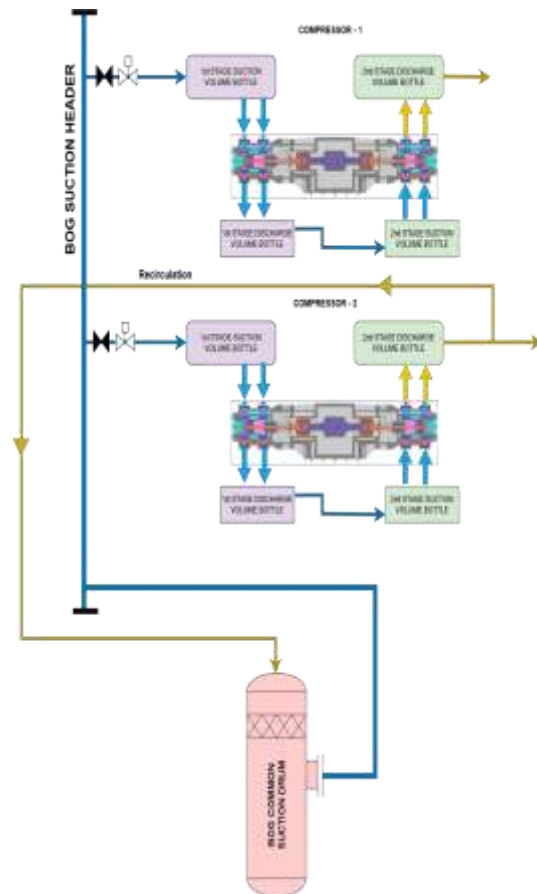 COMPRESSOR - 1
1st STAGE SUCTION
VOLUME BOTTLE
2nd STAGE DISCHARGE
VOLUME BOTTLE
BOG SUCTION HEADER
1st STAGE DISCHARGE
VOLUME BOTTLE
2nd STAGE SUCTION
VOLUME BOTTLE
Recirculation
COMPRESSOR - 2
1st STAGE SUCTION
VOLUME BOTTLE
2nd STAGE DISCHARGE
VOLUME BOTTLE
1st STAGE DISCHARGE
VOLUME BOTTLE
2nd STAGE SUCTION
VOLUME BOTTLE
BOG COMMON
SUCTION DRUM